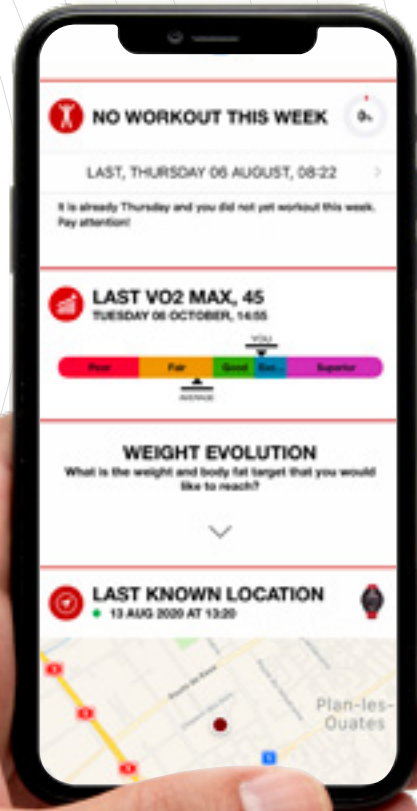 NO WORKOUT THIS WEEK
0%
LAST, THURSDAY 06 AUGUST, 08:22
It is already Thursday and you did not yet workout this week.
Pay attention!
LAST VO2 MAX, 45
TUESDAY 06 OCTOBER, 14:55
YOU
Poor Fair Good Exc... Superior
AVERAGE
WEIGHT EVOLUTION
What is the weight and body fat target that you would
like to reach?
LAST KNOWN LOCATION
13 AUG 2020 AT 13:20
Plan-les-
Ouates